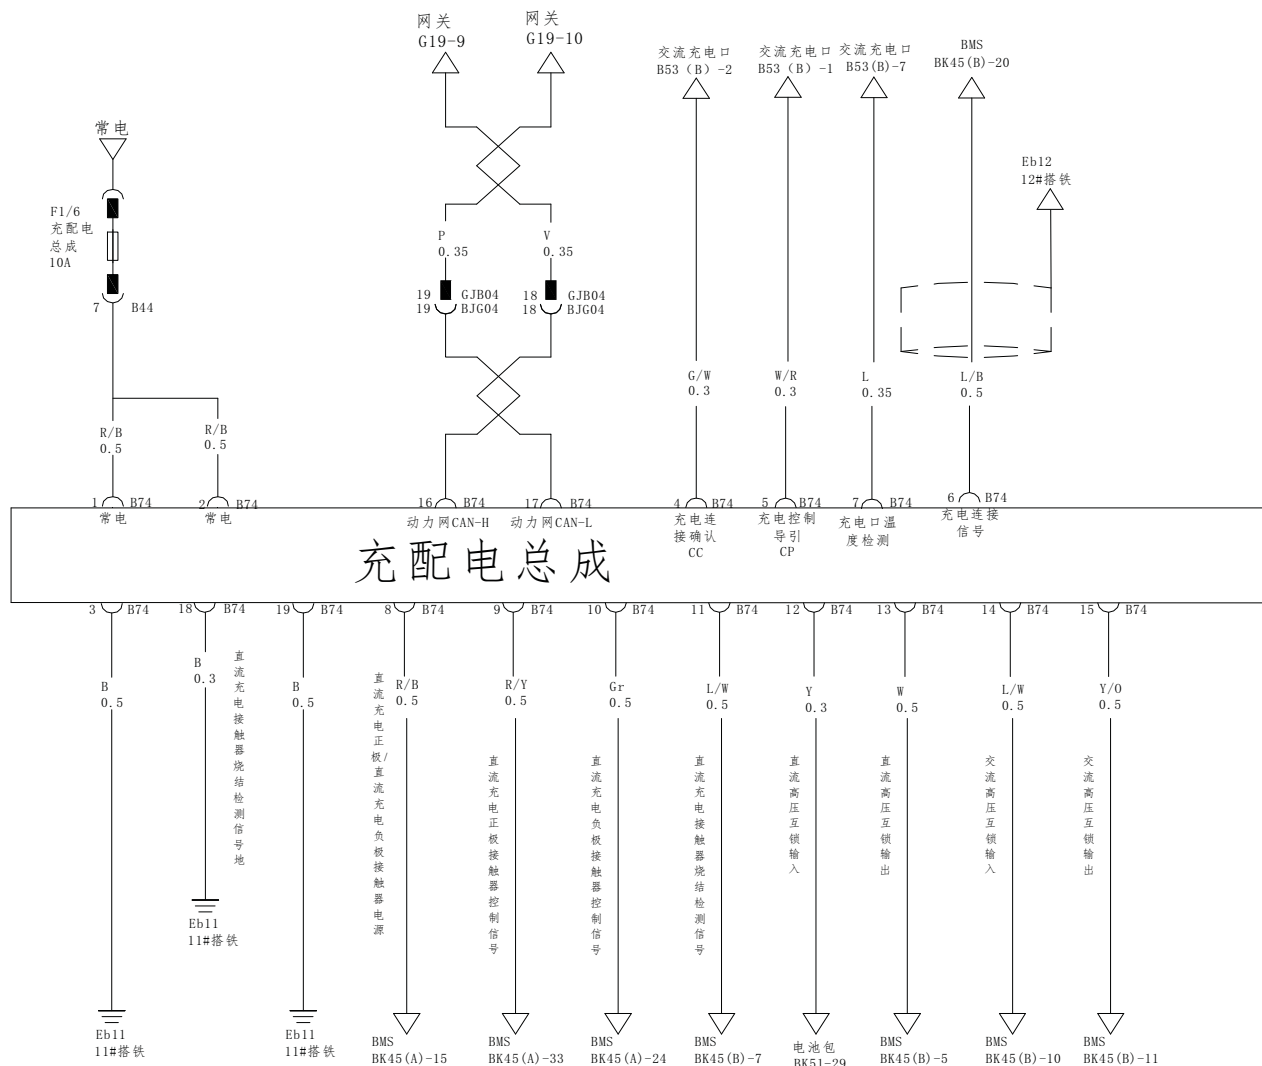 网关
G19-9
网关
G19-10
交流充电口
B53（B）-2
交流充电口
B53（B）-1
交流充电口
B53(B)-7
BMS
BK45(B)-20
常电
Eb12
12#搭铁
F1/6
充配电
总成
10A
7 B44
P
0.35
V
0.35
19 GJB04
19 BJG04
18 GJB04
18 BJG04
R/B
0.5
R/B
0.5
G/W
0.3
W/R
0.3
L
0.35
L/B
0.5
1 B74
常电
2 B74
常电
16 B74
动力网CAN-H
17 B74
动力网CAN-L
4 B74
充电连
接确认
CC
5 B74
充电控制
导引
CP
7 B74
充电口温
度检测
6 B74
充电连接
信号
充配电总成
3 B74
18 B74
19 B74
8 B74
9 B74
10 B74
11 B74
12 B74
13 B74
14 B74
15 B74
B
0.5
B
0.3
直流充电接触器烧结检测信号地
B
0.5
直流充电正极/直流充电负极接触器电源
R/B
0.5
R/Y
0.5
直流充电正极接触器控制信号
Gr
0.5
直流充电负极接触器控制信号
L/W
0.5
直流充电接触器烧结检测信号
Y
0.3
直流高压互锁输入
W
0.5
直流高压互锁输出
L/W
0.5
交流高压互锁输入
Y/O
0.5
交流高压互锁输出
Eb11
11#搭铁
Eb11
11#搭铁
Eb11
11#搭铁
BMS
BK45(A)-15
BMS
BK45(A)-33
BMS
BK45(A)-24
BMS
BK45(B)-7
电池包
BK51-29
BMS
BK45(B)-5
BMS
BK45(B)-10
BMS
BK45(B)-11